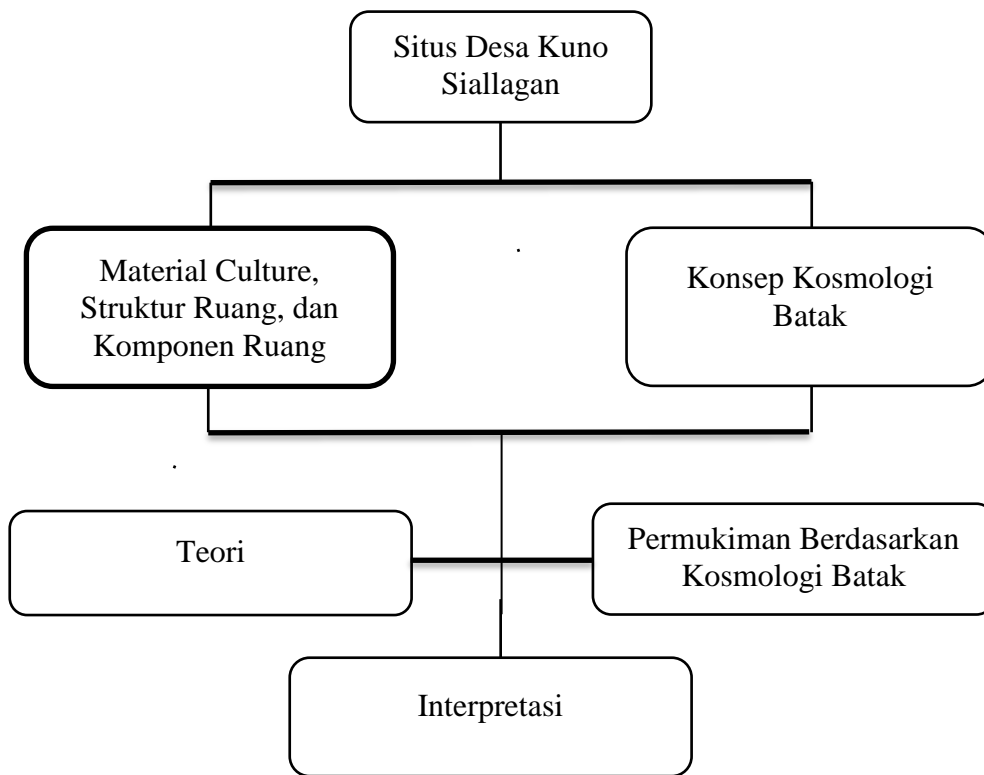 Situs Desa Kuno
Siallagan
Material Culture,
Struktur Ruang, dan
Komponen Ruang
Konsep Kosmologi
Batak
Teori
Permukiman Berdasarkan
Kosmologi Batak
Interpretasi